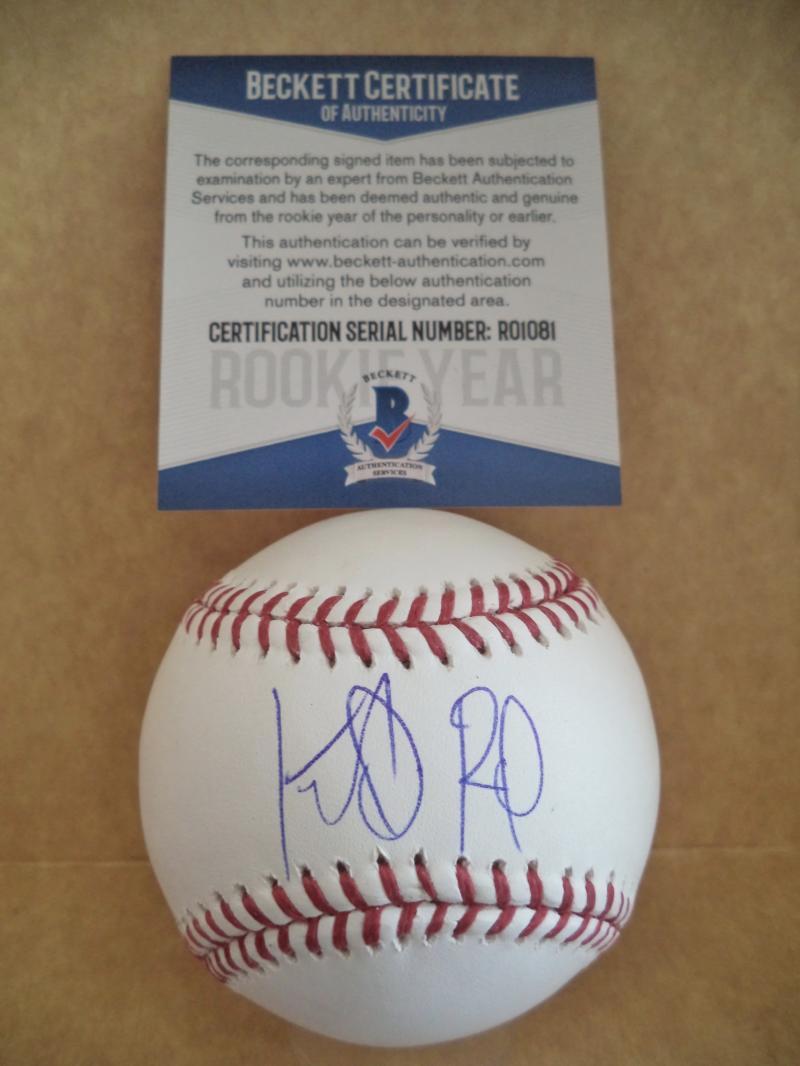 BECKETT CERTIFICATE
OF AUTHENTICITY
The corresponding signed item has been subjected to
examination by an expert from Beckett Authentication
Services and has been deemed authentic and genuine
from the rookie year of the personality or earlier.
This authentication can be verified by
visiting www.beckett-authentication.com
and utilizing the below authentication
number in the designated area.
CERTIFICATION SERIAL NUMBER: R01081
ROOKIE YEAR
BECKETT
B
AUTHENTICATION
SERVICES